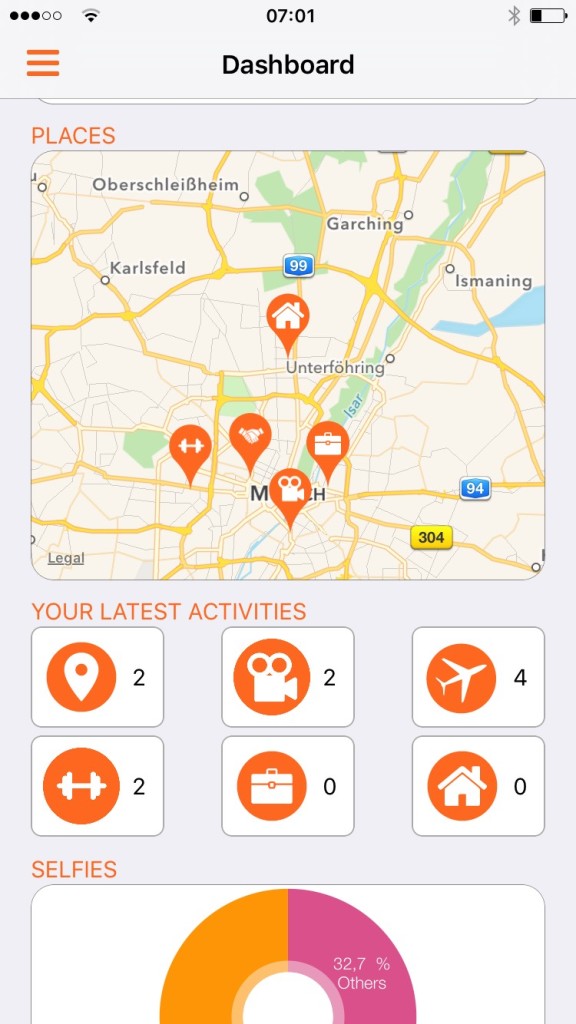 07:01
Dashboard
PLACES
Oberschleißheim
Garching
99
Karlsfeld
Ismaning
Unterföhring
Isar
M CH
94
304
Legal
YOUR LATEST ACTIVITIES
2
2
4
2
0
0
SELFIES
32,7 %
Others